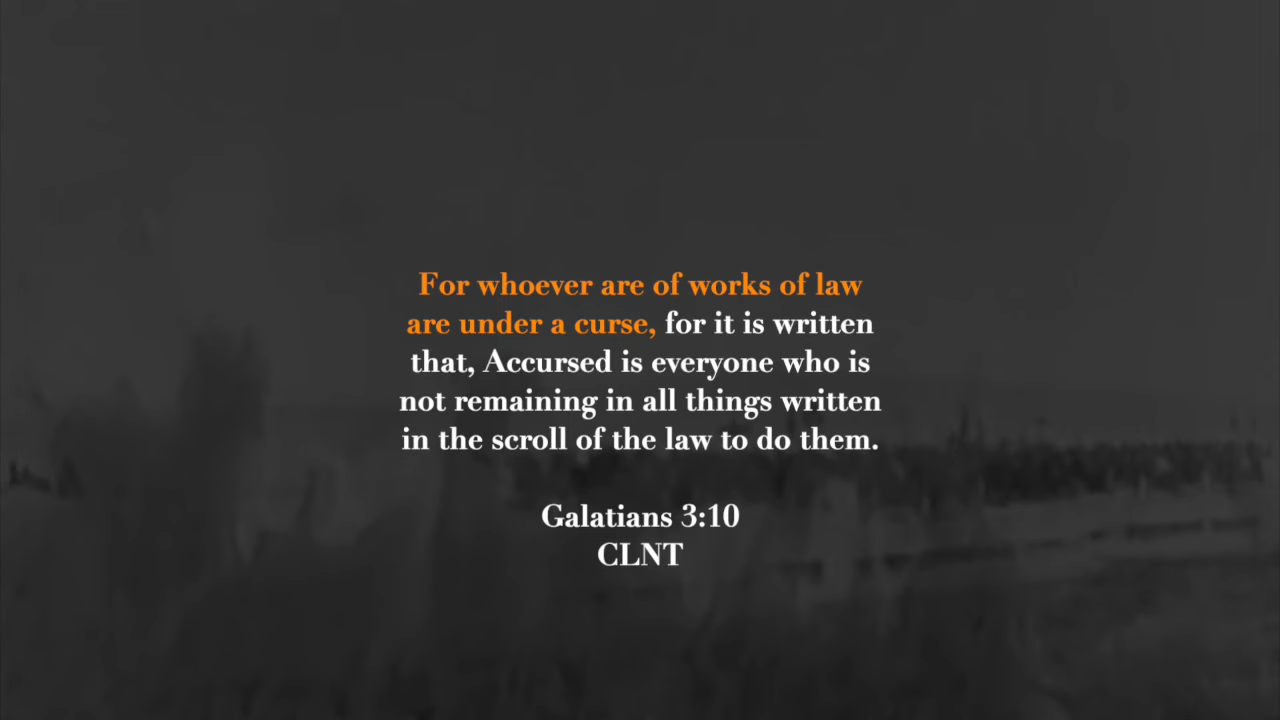 For whoever are of works of law
are under a curse, for it is written
that, Accursed is everyone who is
not remaining in all things written
in the scroll of the law to do them.
Galatians 3:10
CLNT